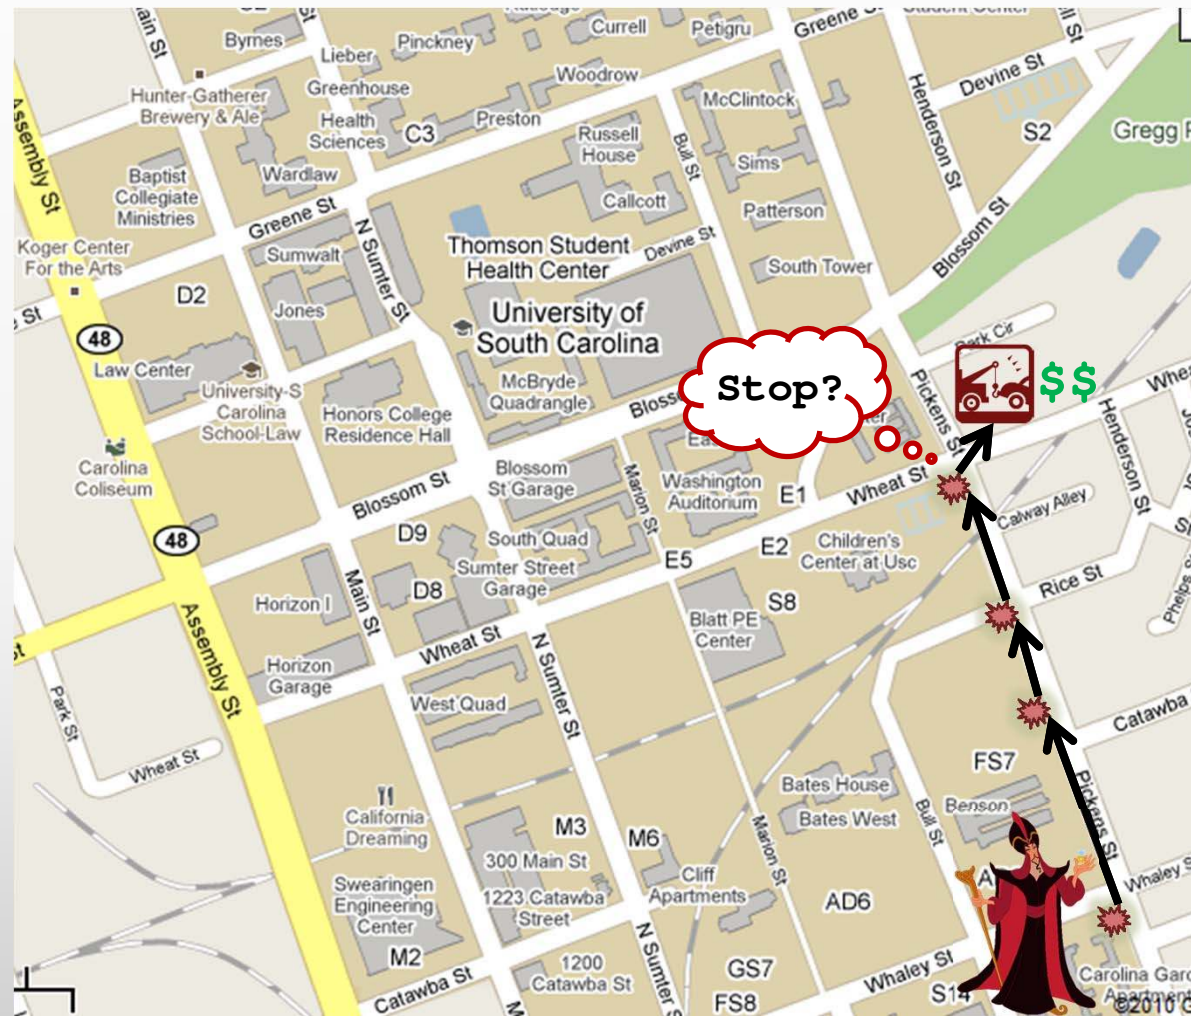 Byrnes
Lieber
Pinckney
Currell
Petigru
Greene St
Student Center
Hunter-Gatherer
Brewery & Ale
Greenhouse
Health
Sciences
C3
Preston
Woodrow
McClintock
Devine St
Henderson St
S2
Gregg
Assembly St
Baptist
Collegiate
Ministries
Wardlaw
Russell
House
Bull St
Sims
Callcott
Patterson
Greene St
N Sumter St
Koger Center
For the Arts
Sumwalt
Thomson Student
Health Center
Devine St
South Tower
Blossom St
D2
Jones
University of
South Carolina
48
Law Center
University-S
Carolina
School-Law
Honors College
Residence Hall
McBryde
Quadrangle
Stop?
Pickens St
Park Cir
$$
Carolina
Coliseum
Blossom St
Blossom
St Garage
Marion St
Washington
Auditorium
E1
Wheat St
Henderson St
48
D9
South Quad
E5
E2
Children's
Center at Usc
Calway Alley
Main St
Horizon I
D8
Sumter Street
Garage
Blatt PE
Center
S8
Rice St
Phelps
Assembly St
Horizon
Garage
Wheat St
N Sumter St
West Quad
Park St
Wheat St
Catawba
California
Dreaming
M3
M6
300 Main St
Bates House
Bates West
Marion St
Bull St
FS7
Benson
Pickens St
Swearingen
Engineering
Center
M2
1223 Catawba
Street
Cliff
Apartments
AD6
Whaley S
Catawba St
1200
Catawba St
N Sumter S
GS7
FS8
Whaley St
S14
Carolina Gard
Apartments
©2010 G